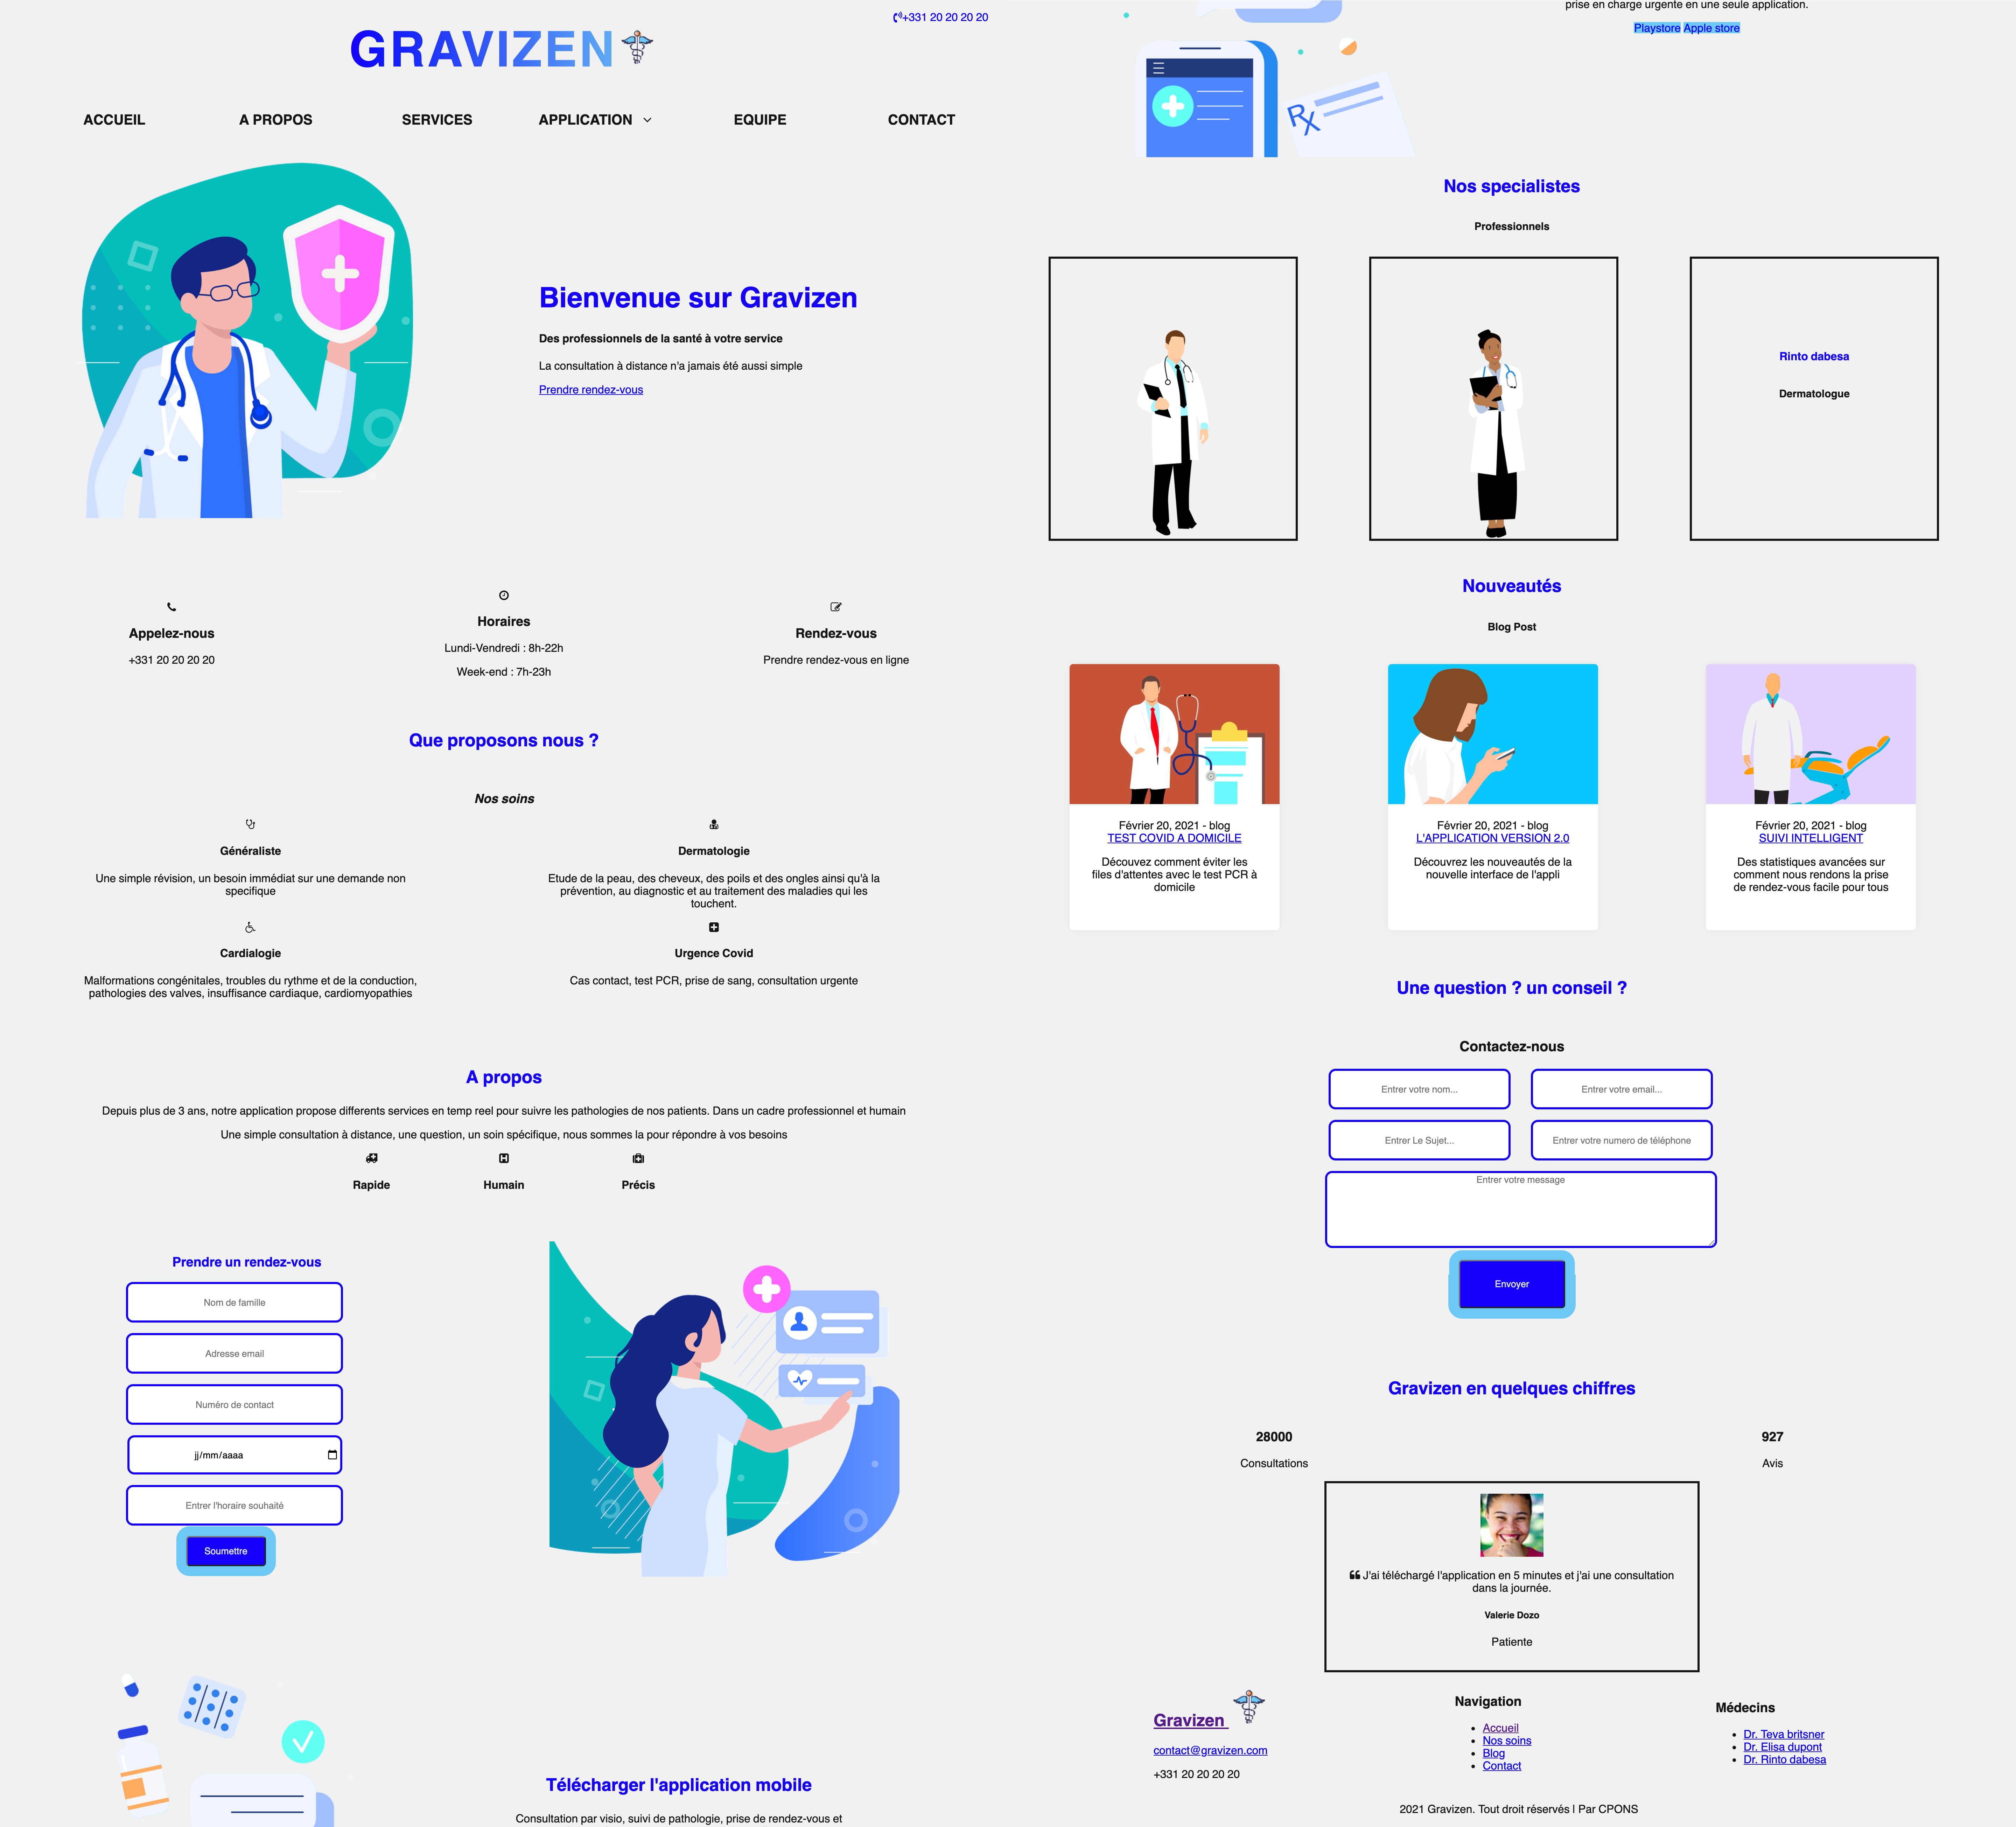 +331 20 20 20 20
GRAVIZEN
ACCUEIL
A PROPOS
SERVICES
APPLICATION
EQUIPE
CONTACT
Bienvenue sur Gravizen
Des professionnels de la santé à votre service
La consultation à distance n'a jamais été aussi simple
Prendre rendez-vous
Appelez-nous
+331 20 20 20 20
Horaires
Lundi-Vendredi : 8h-22h
Week-end : 7h-23h
Rendez-vous
Prendre rendez-vous en ligne
Que proposons nous ?
Nos soins
Généraliste
Une simple révision, un besoin immédiat sur une demande non
specifique
Dermatologie
Etude de la peau, des cheveux, des poils et des ongles ainsi qu'à la
prévention, au diagnostic et au traitement des maladies qui les
touchent.
Cardialogie
Malformations congénitales, troubles du rythme et de la conduction,
pathologies des valves, insuffisance cardiaque, cardiomyopathies
Urgence Covid
Cas contact, test PCR, prise de sang, consultation urgente
A propos
Depuis plus de 3 ans, notre application propose differents services en temp reel pour suivre les pathologies de nos patients. Dans un cadre professionnel et humain
Une simple consultation à distance, une question, un soin spécifique, nous sommes la pour répondre à vos besoins
Rapide
Humain
Précis
Prendre un rendez-vous
Nom de famille
Adresse email
Numéro de contact
jj/mm/aaaa
Entrer l'horaire souhaité
Soumettre
Télécharger l'application mobile
Consultation par visio, suivi de pathologie, prise de rendez-vous et
prise en charge urgente en une seule application.
Playstore Apple store
Rx
Nos specialistes
Professionnels
Rinto dabesa
Dermatologue
Nouveautés
Blog Post
Février 20, 2021 - blog
TEST COVID A DOMICILE
Découvez comment éviter les
files d'attentes avec le test PCR à
domicile
Février 20, 2021 - blog
L'APPLICATION VERSION 2.0
Découvrez les nouveautés de la
nouvelle interface de l'appli
Février 20, 2021 - blog
SUIVI INTELLIGENT
Des statistiques avancées sur
comment nous rendons la prise
de rendez-vous facile pour tous
Une question ? un conseil ?
Contactez-nous
Entrer votre nom...
Entrer votre email...
Entrer Le Sujet...
Entrer votre numero de téléphone
Entrer votre message
Envoyer
Gravizen en quelques chiffres
28000
Consultations
927
Avis
J'ai téléchargé l'application en 5 minutes et j'ai une consultation
dans la journée.
Valerie Dozo
Patiente
Gravizen
contact@gravizen.com
+331 20 20 20 20
Navigation
Accueil
Nos soins
Blog
Contact
Médecins
Dr. Teva britsner
Dr. Elisa dupont
Dr. Rinto dabesa
2021 Gravizen. Tout droit réservés | Par CPONS